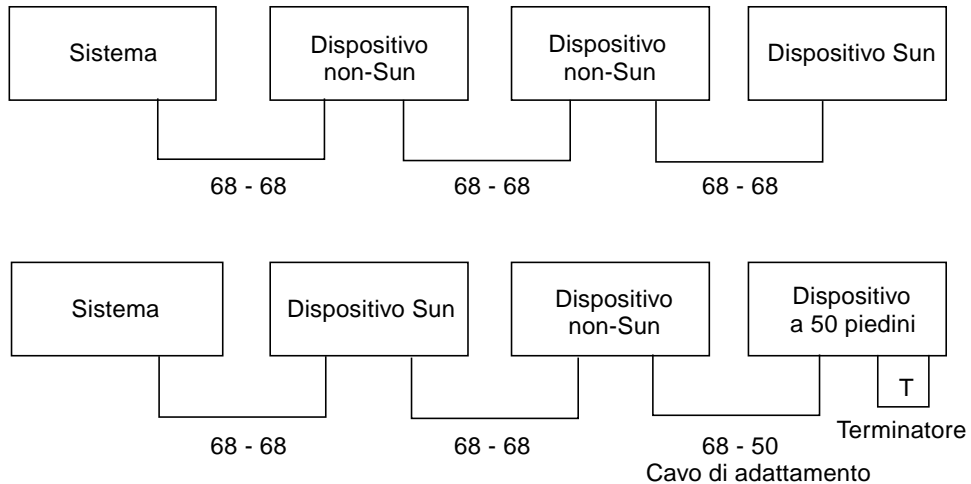 Sistema
Dispositivo
non-Sun
Dispositivo
non-Sun
Dispositivo Sun
68 - 68
68 - 68
68 - 68
Sistema
Dispositivo Sun
Dispositivo
non-Sun
Dispositivo
a 50 piedini
T
Terminatore
68 - 68
68 - 68
68 - 50
Cavo di adattamento